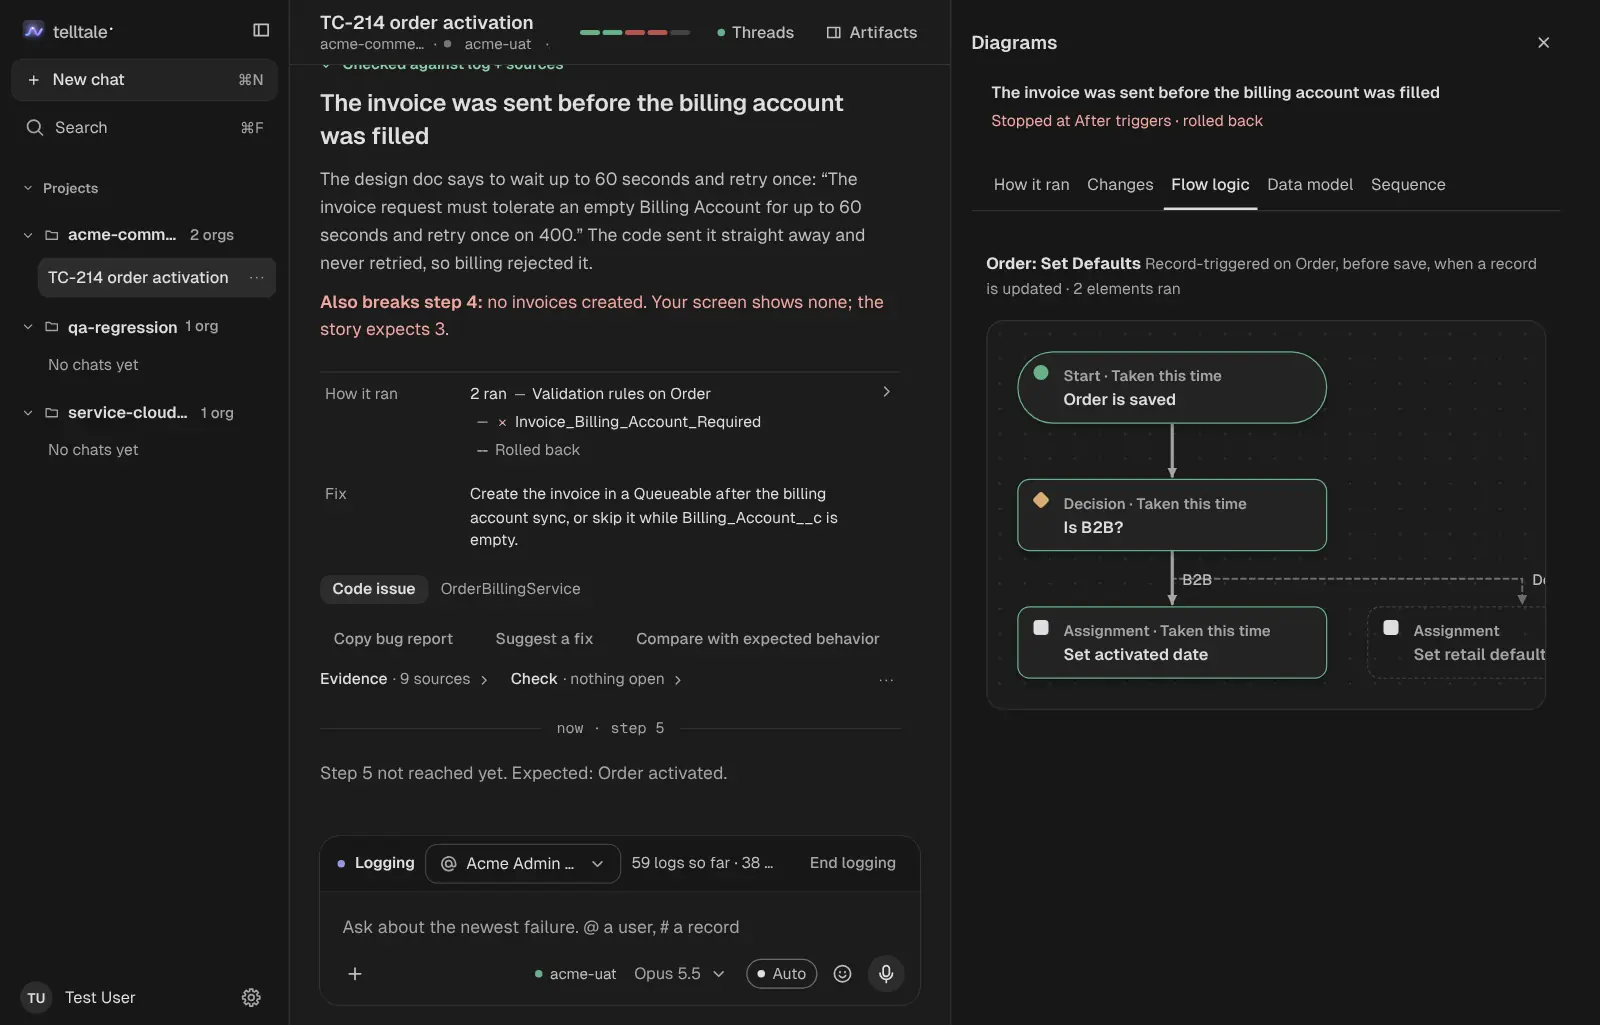 telltale
New chat ⌘N
Search ⌘F
Projects
acme-comm... 2 orgs
TC-214 order activation ...
qa-regression 1 org
No chats yet
service-cloud... 1 org
No chats yet
TU Test User
TC-214 order activation
acme-comme... · acme-uat ·
Threads
Artifacts
Checked against log + sources
The invoice was sent before the billing account
was filled
The design doc says to wait up to 60 seconds and retry once: “The
invoice request must tolerate an empty Billing Account for up to 60
seconds and retry once on 400.” The code sent it straight away and
never retried, so billing rejected it.
Also breaks step 4: no invoices created. Your screen shows none; the
story expects 3.
How it ran 2 ran — Validation rules on Order
— × Invoice_Billing_Account_Required
— Rolled back
Fix Create the invoice in a Queueable after the billing
account sync, or skip it while Billing_Account__c is
empty.
Code issue OrderBillingService
Copy bug report Suggest a fix Compare with expected behavior
Evidence · 9 sources Check · nothing open ...
now · step 5
Step 5 not reached yet. Expected: Order activated.
Logging @ Acme Admin ... 59 logs so far · 38 ... End logging
Ask about the newest failure. @ a user, # a record
+ acme-uat Opus 5.5 Auto
Diagrams
The invoice was sent before the billing account was filled
Stopped at After triggers · rolled back
How it ran Changes Flow logic Data model Sequence
Order: Set Defaults Record-triggered on Order, before save, when a record
is updated · 2 elements ran
Start · Taken this time
Order is saved
Decision · Taken this time
Is B2B?
B2B
Assignment · Taken this time
Set activated date
Assignment
Set retail default